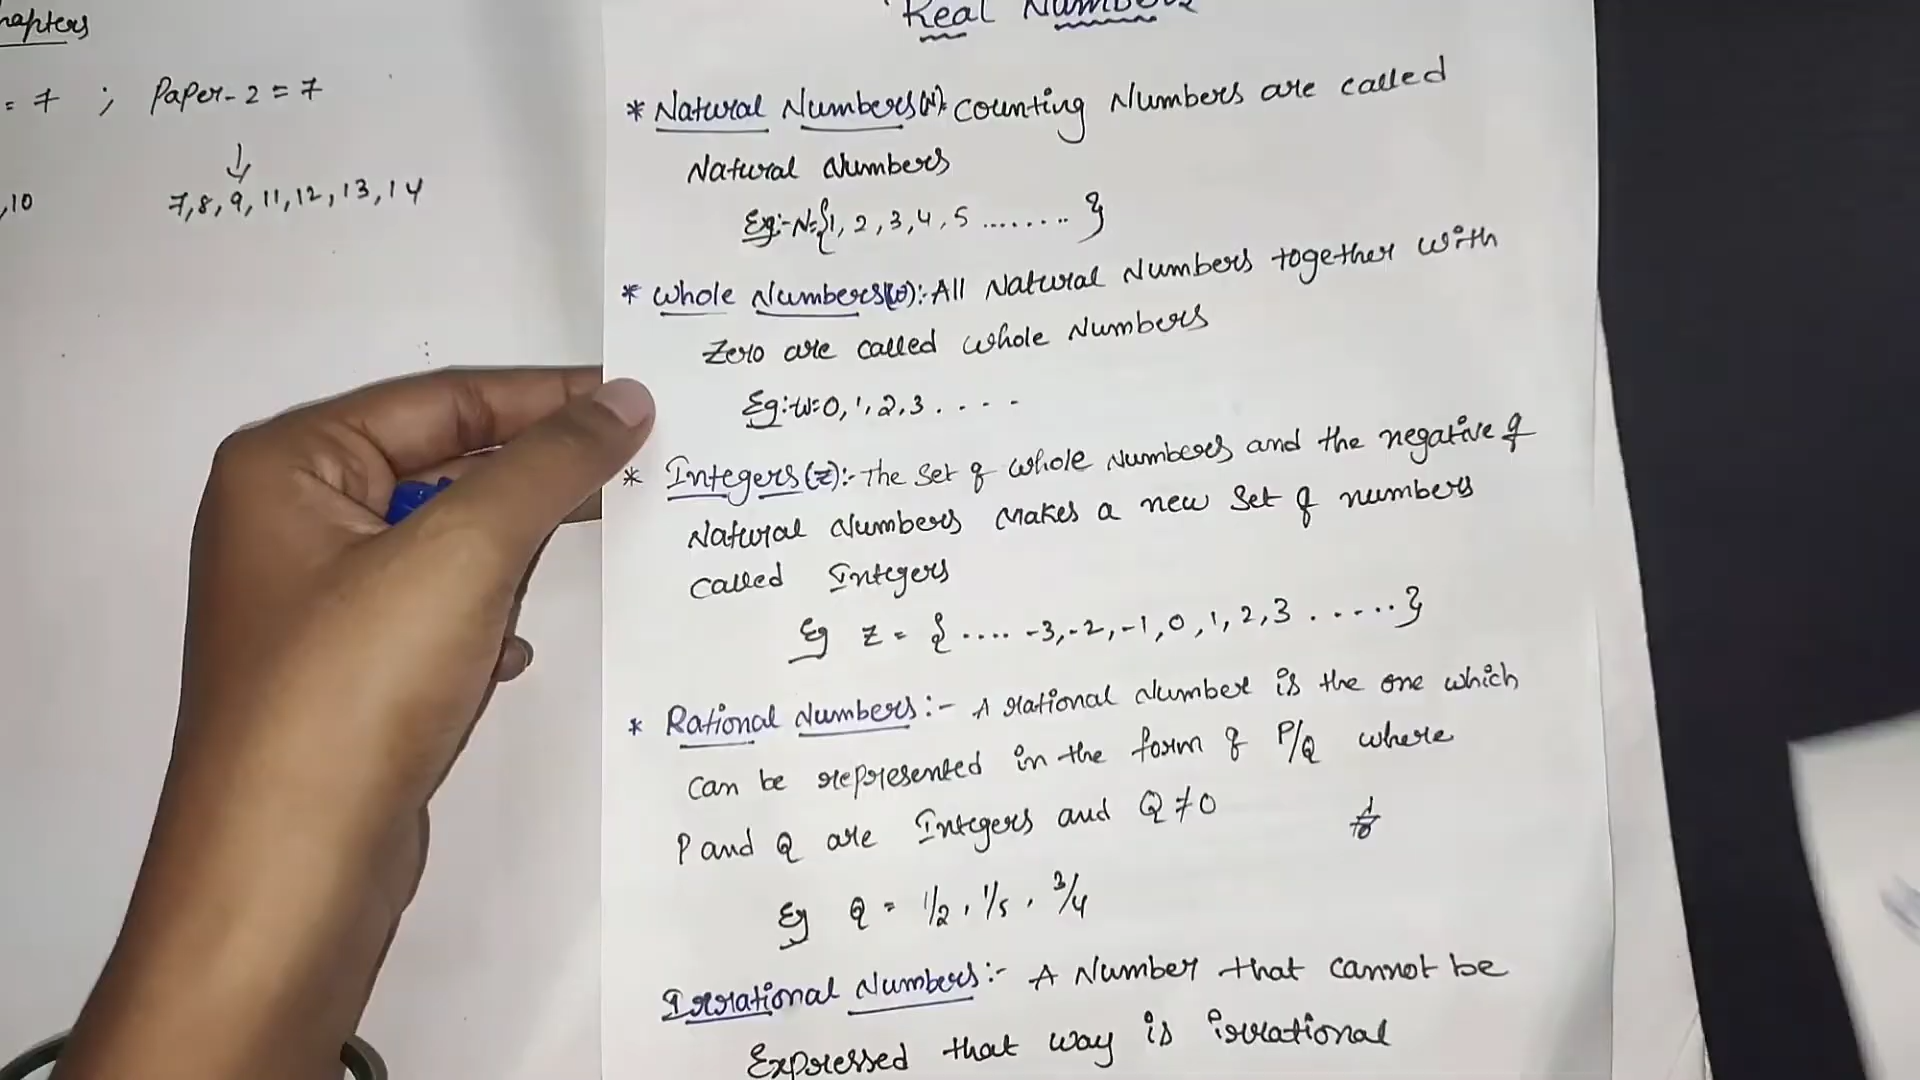 hapters
= 7 ; Paper-2 = 7
↓
,10 7,8,9,11,12,13,14
Real Numbers
* Natural Numbers(N): Counting Numbers are called
Natural Numbers
Eg:-N={1, 2, 3, 4, 5 ........ }
* Whole Numbers(w):- All Natural Numbers together with
Zero are called whole Numbers
Eg:-w=0, 1, 2, 3 ....
* Integers(z):- The Set of whole Numbers and the negative of
Natural Numbers makes a new Set of numbers
called Integers
Eg z = { .... -3, -2, -1, 0, 1, 2, 3 ..... }
* Rational Numbers:- A rational Number is the one which
can be represented in the form of P/Q where
P and Q are Integers and Q ≠ 0
Eg Q = 1/2, 1/5, 3/4
Irrational Numbers:- A Number that cannot be
Expressed that way is irrational